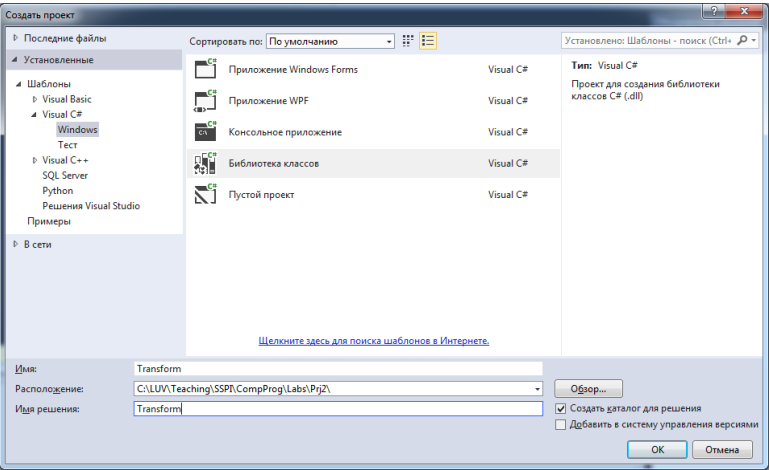 Создать проект
Последние файлы
Установленные
Шаблоны
Visual Basic
Visual C#
Windows
Тест
Visual C++
SQL Server
Python
Решения Visual Studio
Примеры
В сети
Сортировать по: По умолчанию
Приложение Windows Forms Visual C#
Приложение WPF Visual C#
Консольное приложение Visual C#
Библиотека классов Visual C#
Пустой проект Visual C#
Щелкните здесь для поиска шаблонов в Интернете.
Установлено: Шаблоны - поиск (Ctrl+
Тип: Visual C#
Проект для создания библиотеки
классов C# (.dll)
Имя: Transform
Расположение: C:\LUV\Teaching\SSPI\CompProg\Labs\Prj2\
Обзор...
Имя решения: Transform
Создать каталог для решения
Добавить в систему управления версиями
OK Отмена